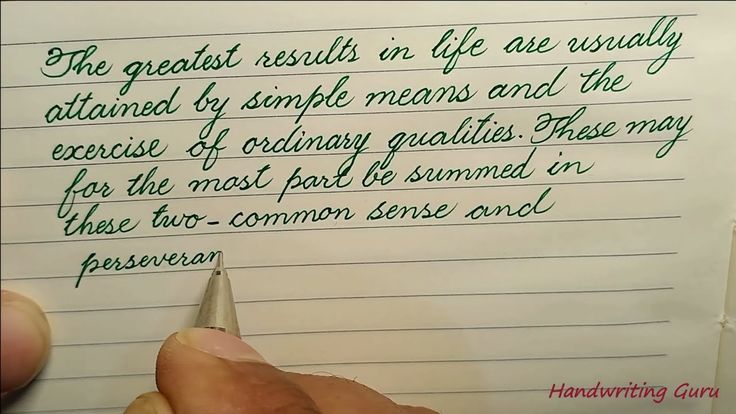 The greatest results in life are usually
attained by simple means and the
exercise of ordinary qualities. These may
for the most part be summed in
these two - common sense and
perseveran
Handwriting Guru